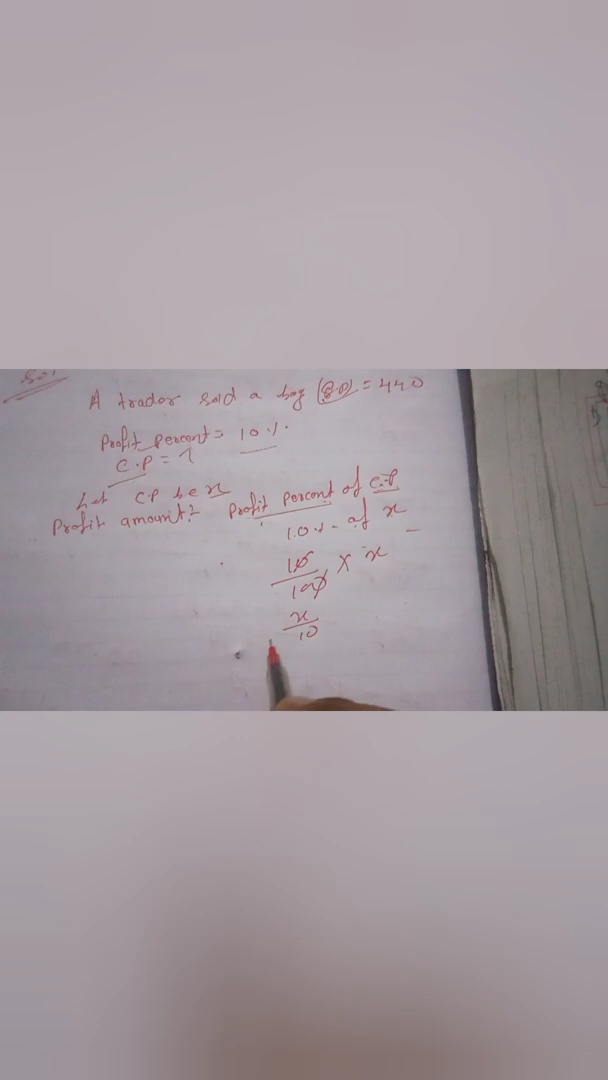 Sol
A trader sold a bag (S.P) = 440
Profit Percent = 10%.
C.P = ?
Let C.P be x
Profit amount? Profit Percent of C.P
10% of x
10/100 × x
x/10